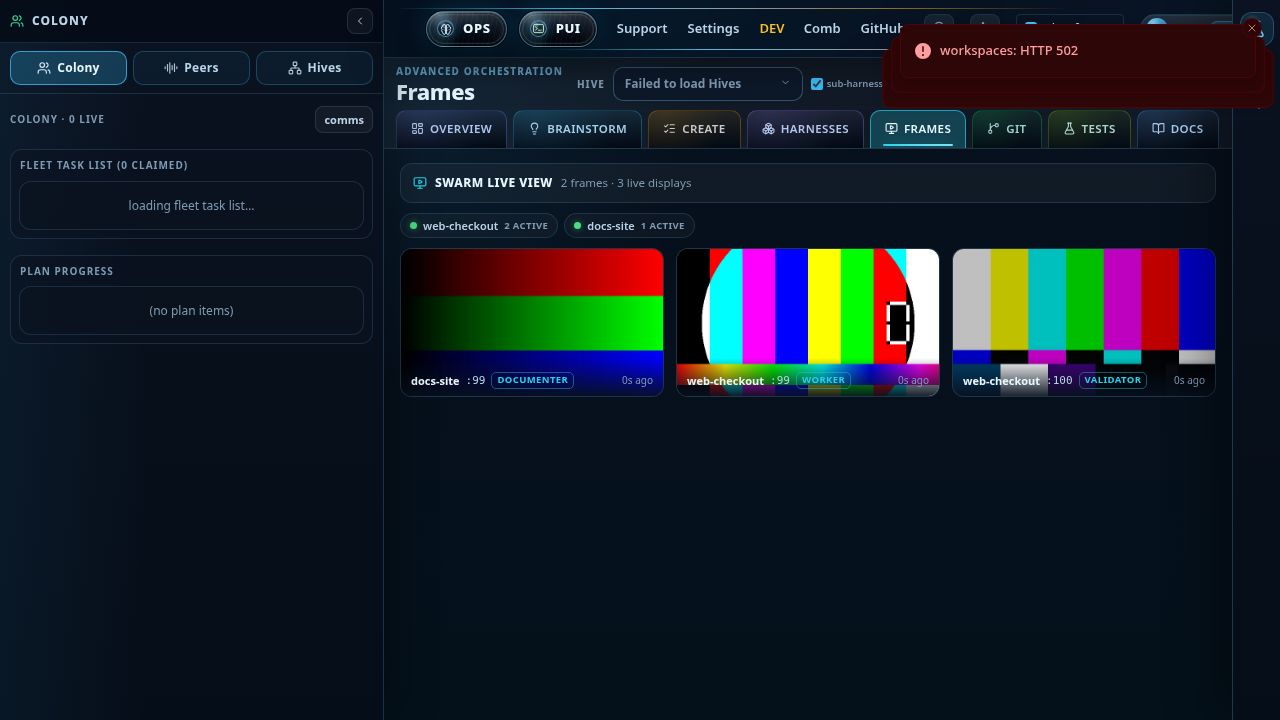 COLONY
Colony
Peers
Hives
COLONY · 0 LIVE
comms
FLEET TASK LIST (0 CLAIMED)
loading fleet task list...
PLAN PROGRESS
(no plan items)
OPS
PUI
Support
Settings
DEV
Comb
GitHub
workspaces: HTTP 502
ADVANCED ORCHESTRATION
Frames
HIVE
Failed to load Hives
sub-harness
OVERVIEW
BRAINSTORM
CREATE
HARNESSES
FRAMES
GIT
TESTS
DOCS
SWARM LIVE VIEW
2 frames · 3 live displays
web-checkout 2 ACTIVE
docs-site 1 ACTIVE
docs-site :99 DOCUMENTER 0s ago
web-checkout :99 WORKER 0s ago
web-checkout :100 VALIDATOR 0s ago